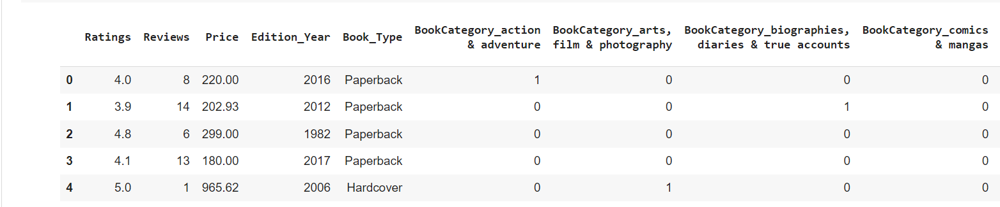 Ratings Reviews Price Edition_Year Book_Type BookCategory_action & adventure BookCategory_arts, film & photography BookCategory_biographies, diaries & true accounts BookCategory_comics & mangas
0 4.0 8 220.00 2016 Paperback 1 0 0 0
1 3.9 14 202.93 2012 Paperback 0 0 1 0
2 4.8 6 299.00 1982 Paperback 0 0 0 0
3 4.1 13 180.00 2017 Paperback 0 0 0 0
4 5.0 1 965.62 2006 Hardcover 0 1 0 0